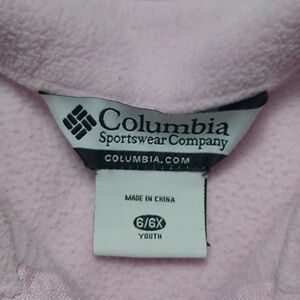 Columbia
Sportswear Company
COLUMBIA.COM
MADE IN CHINA
6/6X
YOUTH